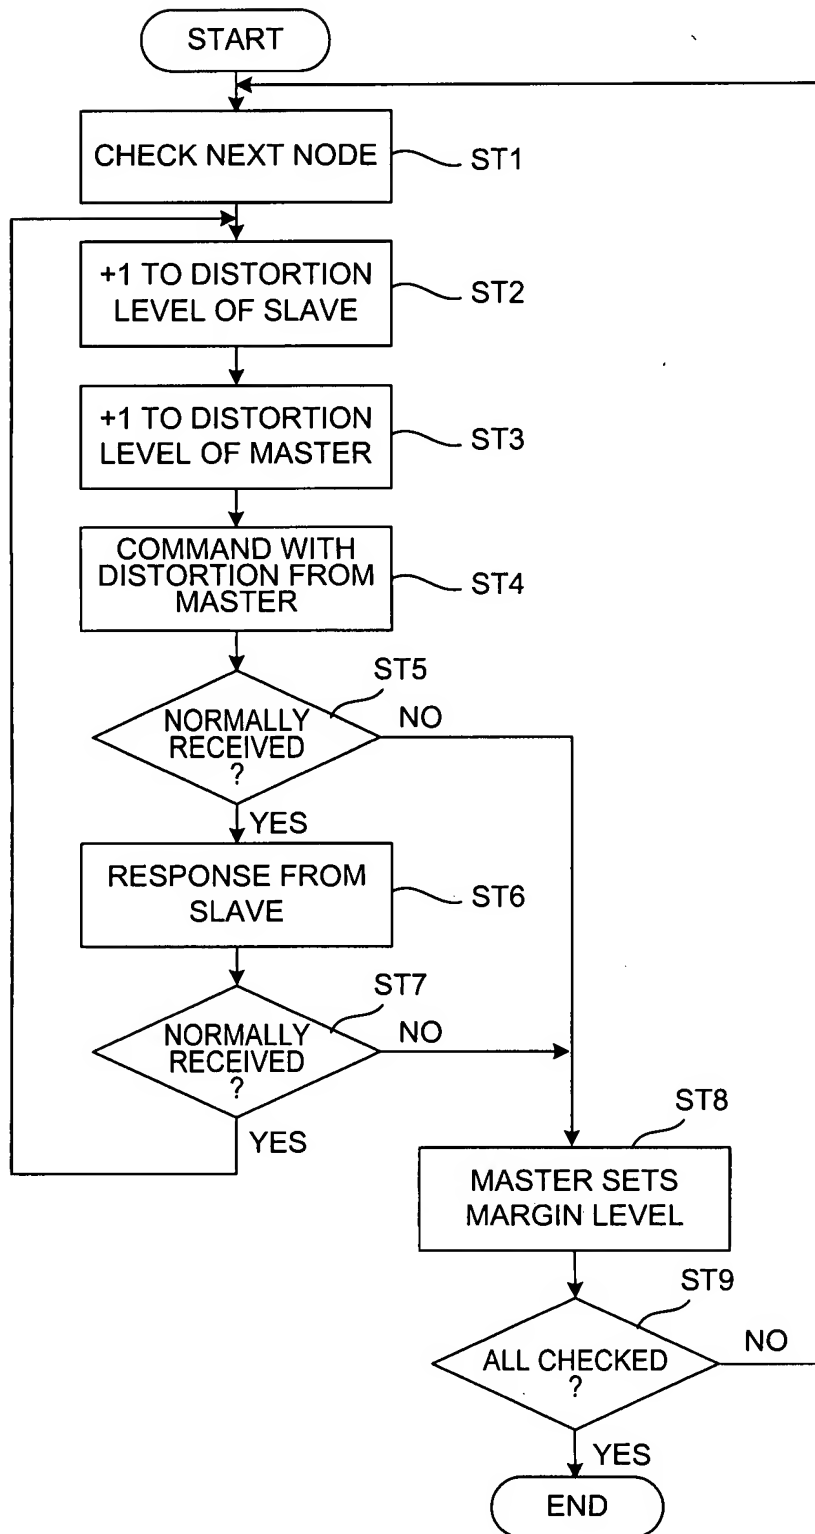 START
CHECK NEXT NODE
ST1
+1 TO DISTORTION
LEVEL OF SLAVE
ST2
+1 TO DISTORTION
LEVEL OF MASTER
ST3
COMMAND WITH
DISTORTION FROM
MASTER
ST4
ST5
NORMALLY
RECEIVED
?
NO
YES
RESPONSE FROM
SLAVE
ST6
ST7
NORMALLY
RECEIVED
?
NO
YES
ST8
MASTER SETS
MARGIN LEVEL
ST9
ALL CHECKED
?
NO
YES
END